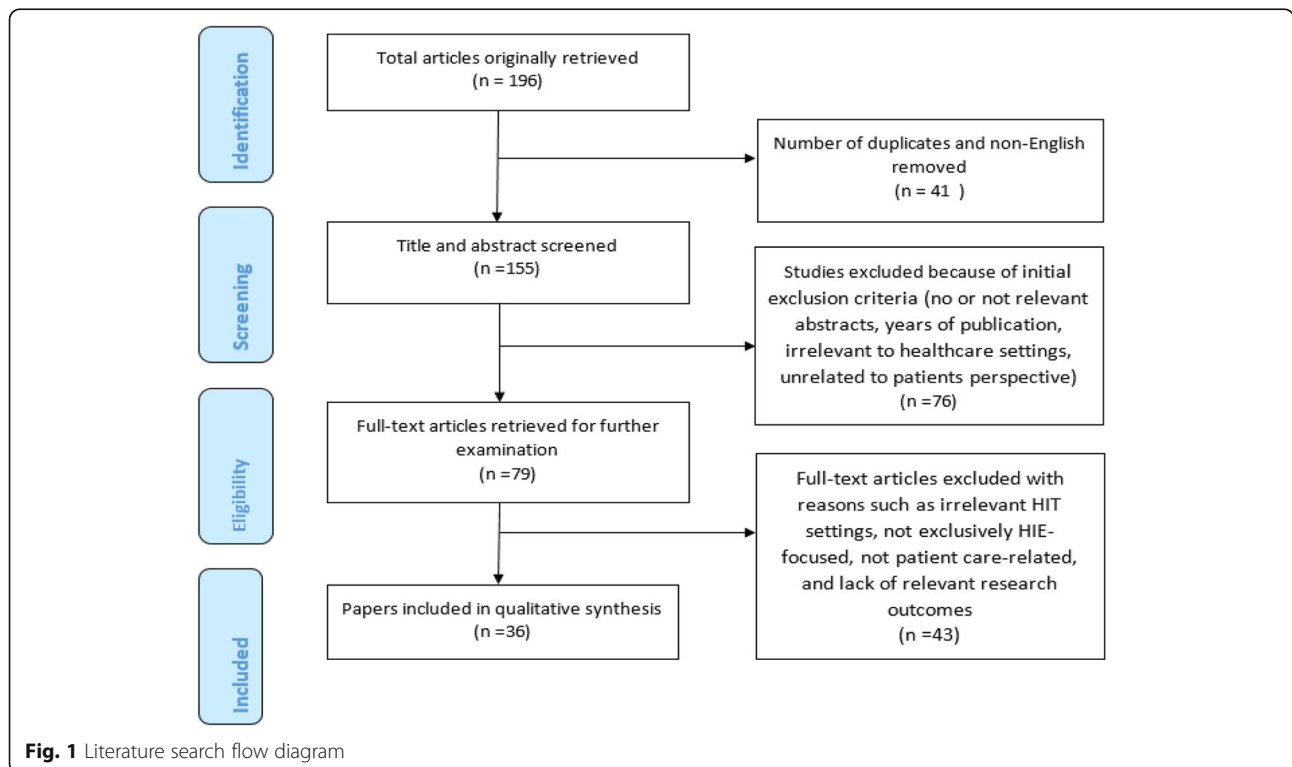 Identification
Total articles originally retrieved
(n = 196)
Number of duplicates and non-English
removed
(n = 41 )
Screening
Title and abstract screened
(n =155)
Studies excluded because of initial
exclusion criteria (no or not relevant
abstracts, years of publication,
irrelevant to healthcare settings,
unrelated to patients perspective)
(n =76)
Eligibility
Full-text articles retrieved for further
examination
(n =79)
Full-text articles excluded with
reasons such as irrelevant HIT
settings, not exclusively HIE-
focused, not patient care-related,
and lack of relevant research
outcomes
(n =43)
Included
Papers included in qualitative synthesis
(n =36)
Fig. 1 Literature search flow diagram